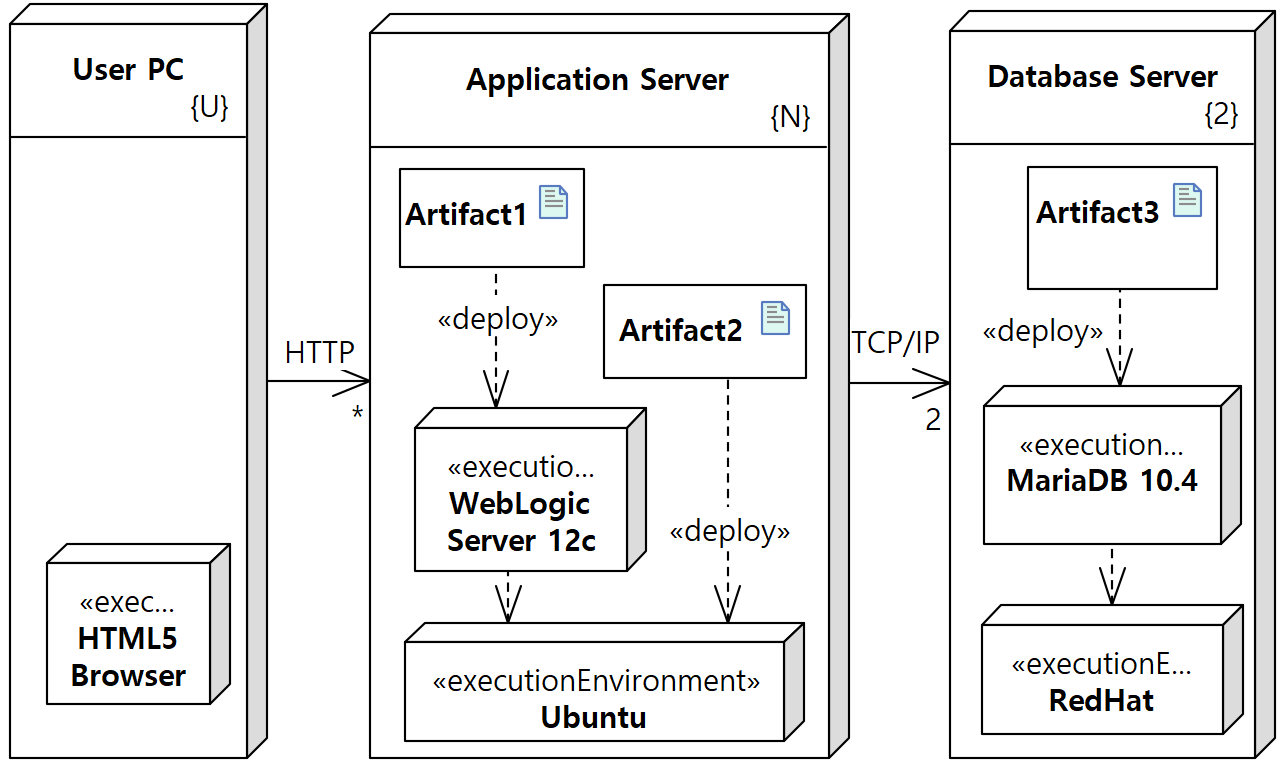 User PC
{U}
«exec...
HTML5
Browser
HTTP
*
Application Server
{N}
Artifact1
«deploy»
Artifact2
«deploy»
«executio...
WebLogic
Server 12c
«executionEnvironment»
Ubuntu
TCP/IP
2
Database Server
{2}
Artifact3
«deploy»
«execution...
MariaDB 10.4
«executionE...
RedHat